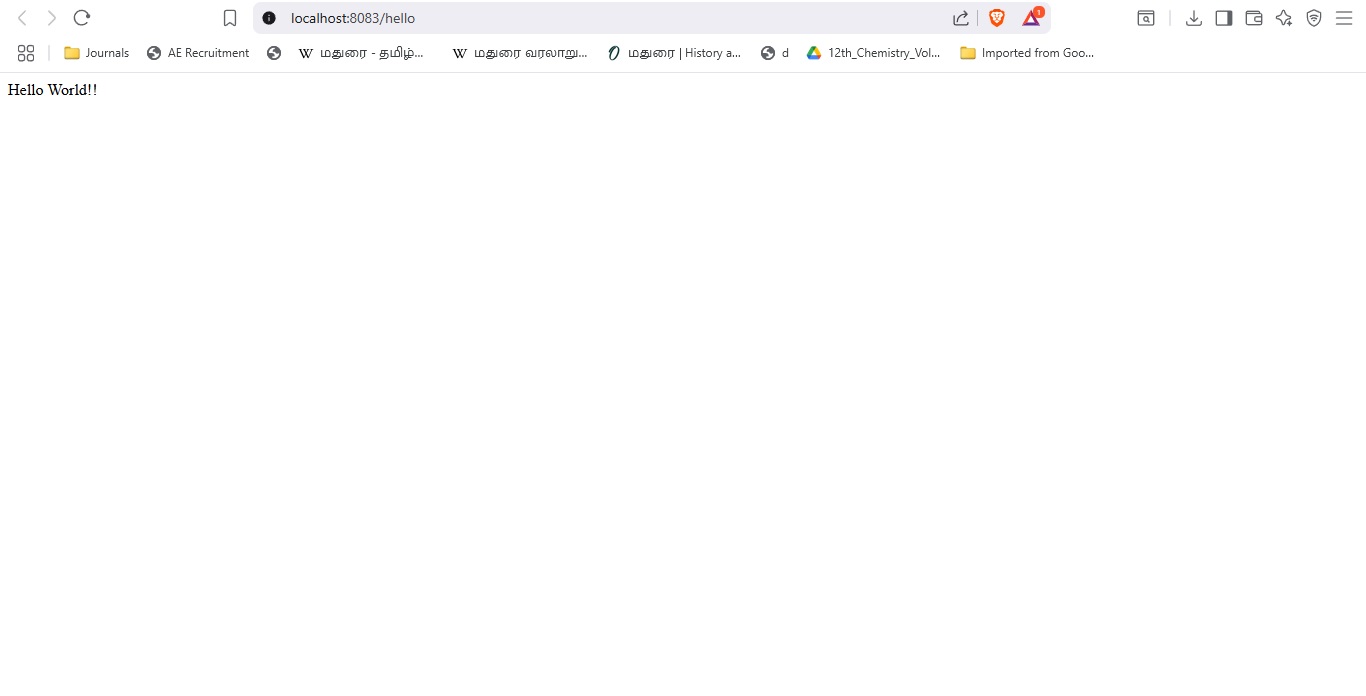 localhost:8083/hello
1
Journals AE Recruitment மதுரை - தமிழ்... மதுரை வரலாறு... மதுரை | History a... d 12th_Chemistry_Vol... Imported from Goo...
Hello World!!